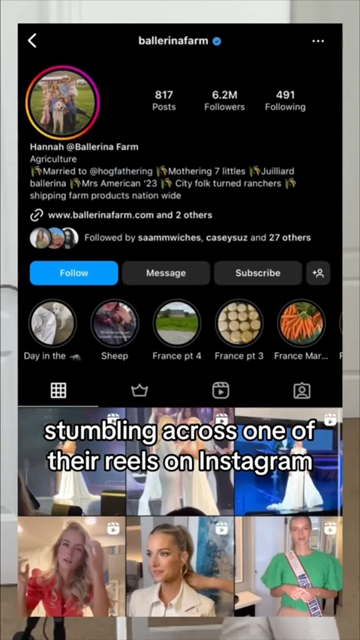 ballerinafarm
817 6.2M 491
Posts Followers Following
Hannah @Ballerina Farm
Agriculture
🌾Married to @hogfathering 🌾Mothering 7 littles 🌾Juilliard
ballerina 🌾Mrs American '23 🌾 City folk turned ranchers 🌾
shipping farm products nation wide
www.ballerinafarm.com and 2 others
Followed by saammwiches, caseysuz and 27 others
Follow Message Subscribe
Day in the 🐂 Sheep France pt 4 France pt 3 France Mar...
stumbling across one of
their reels on Instagram